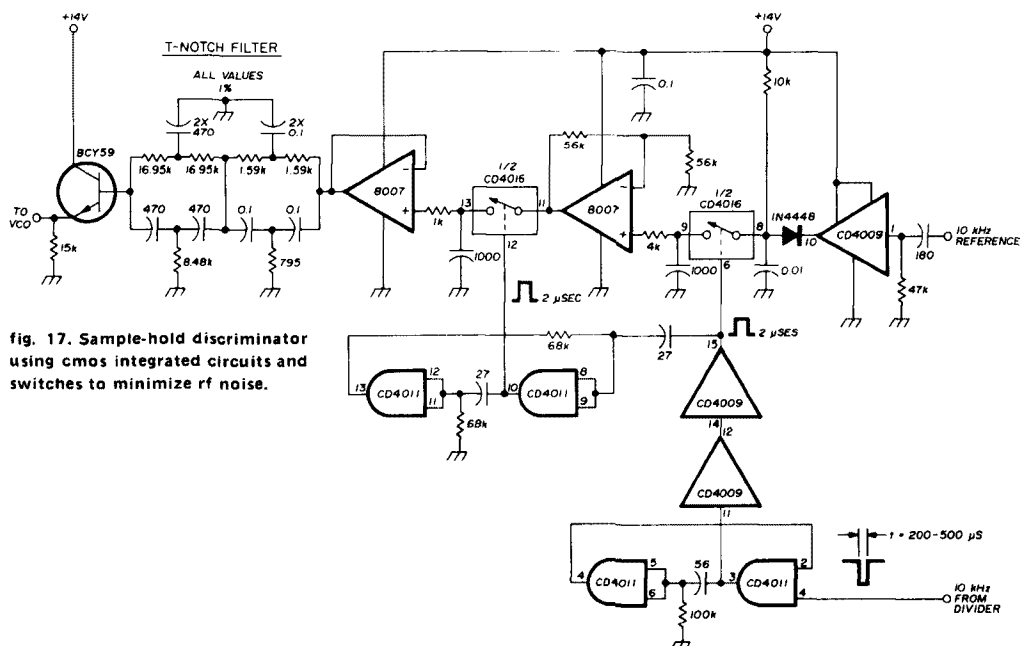 +14V
T-NOTCH FILTER
ALL VALUES
1%
2X
470
2X
0.1
BCY59
16.95k
16.95k
1.59k
1.59k
470
470
0.1
0.1
8.48k
795
TO
VCO
15k
8007
-
+
1k
1000
1/2
CD4016
13
11
12
2 µSEC
56k
56k
8007
-
+
4k
1000
1/2
CD4016
9
8
6
2 µSES
0.1
+14V
10k
1N4448
10
0.01
CD4009
1
180
47k
10 kHz
REFERENCE
fig. 17. Sample-hold discriminator
using cmos integrated circuits and
switches to minimize rf noise.
68k
27
13
CD4011
12
11
27
68k
10
CD4011
8
9
15
CD4009
14
12
CD4009
11
4
CD4011
5
6
56
100k
3
CD4011
2
4
t = 200-500 µS
10 kHz
FROM
DIVIDER